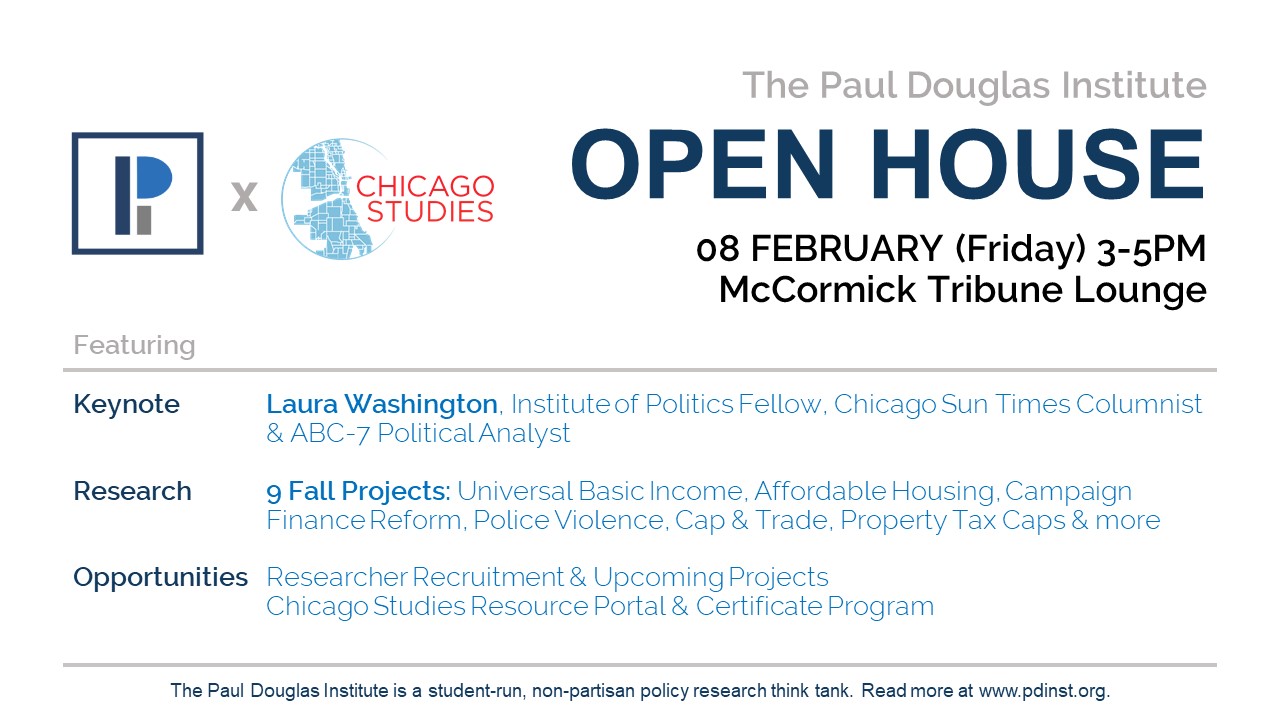 The Paul Douglas Institute
OPEN HOUSE
08 FEBRUARY (Friday) 3-5PM
McCormick Tribune Lounge
P
x
CHICAGO
STUDIES
Featuring
Keynote
Laura Washington, Institute of Politics Fellow, Chicago Sun Times Columnist
& ABC-7 Political Analyst
Research
9 Fall Projects: Universal Basic Income, Affordable Housing, Campaign
Finance Reform, Police Violence, Cap & Trade, Property Tax Caps & more
Opportunities
Researcher Recruitment & Upcoming Projects
Chicago Studies Resource Portal & Certificate Program
The Paul Douglas Institute is a student-run, non-partisan policy research think tank. Read more at www.pdinst.org.